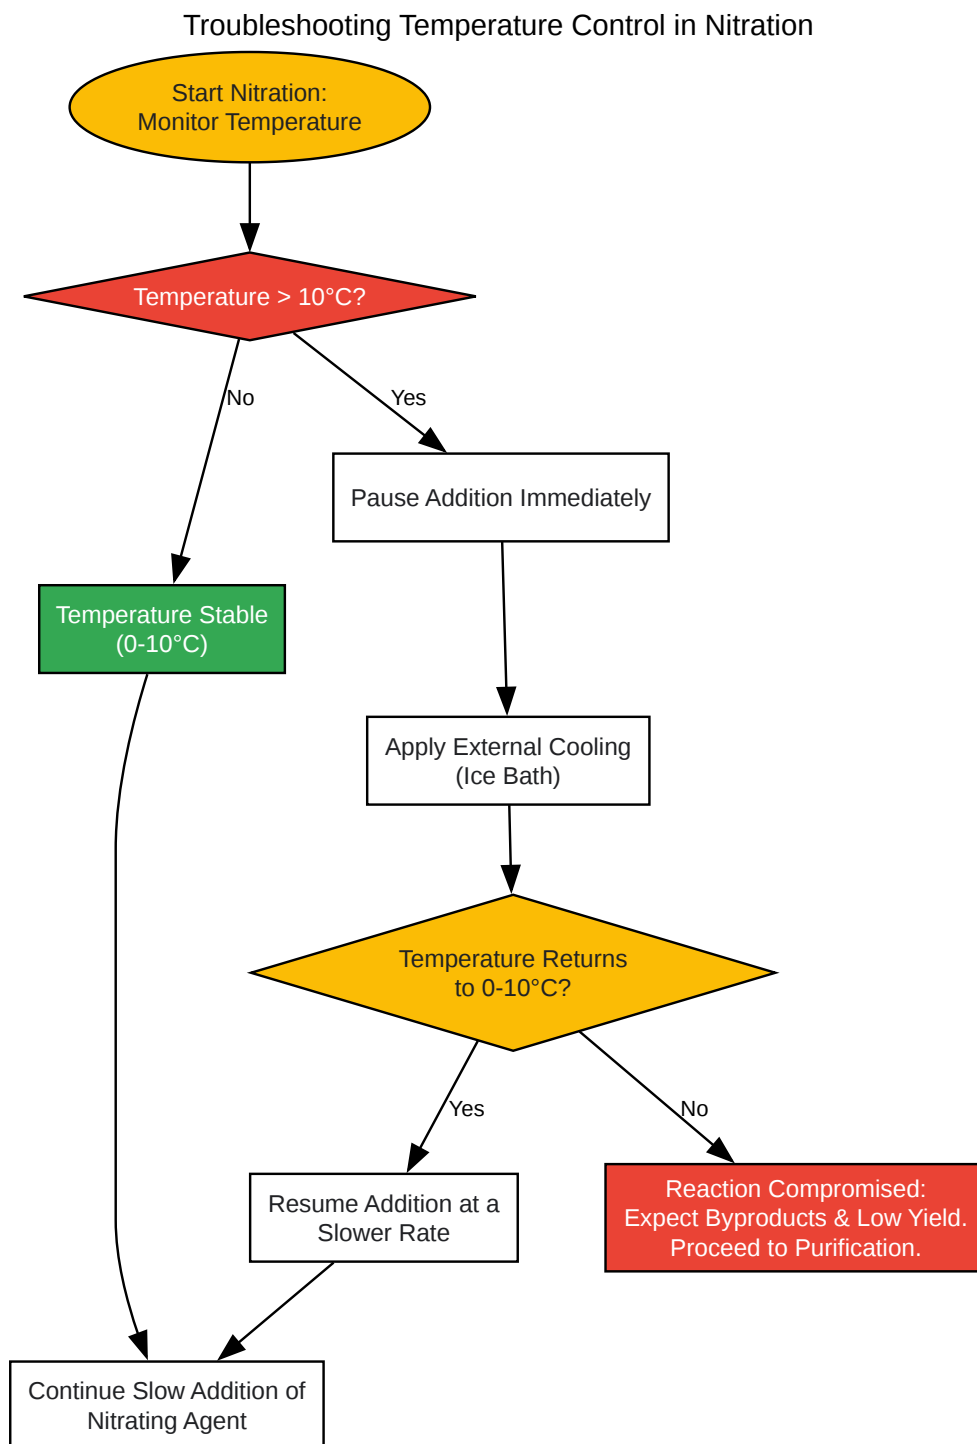 Troubleshooting Temperature Control in Nitration
Start Nitration:
Monitor Temperature
Temperature > 10°C?
No
Yes
Pause Addition Immediately
Temperature Stable
(0-10°C)
Apply External Cooling
(Ice Bath)
Temperature Returns
to 0-10°C?
Yes
No
Resume Addition at a
Slower Rate
Reaction Compromised:
Expect Byproducts & Low Yield.
Proceed to Purification.
Continue Slow Addition of
Nitrating Agent